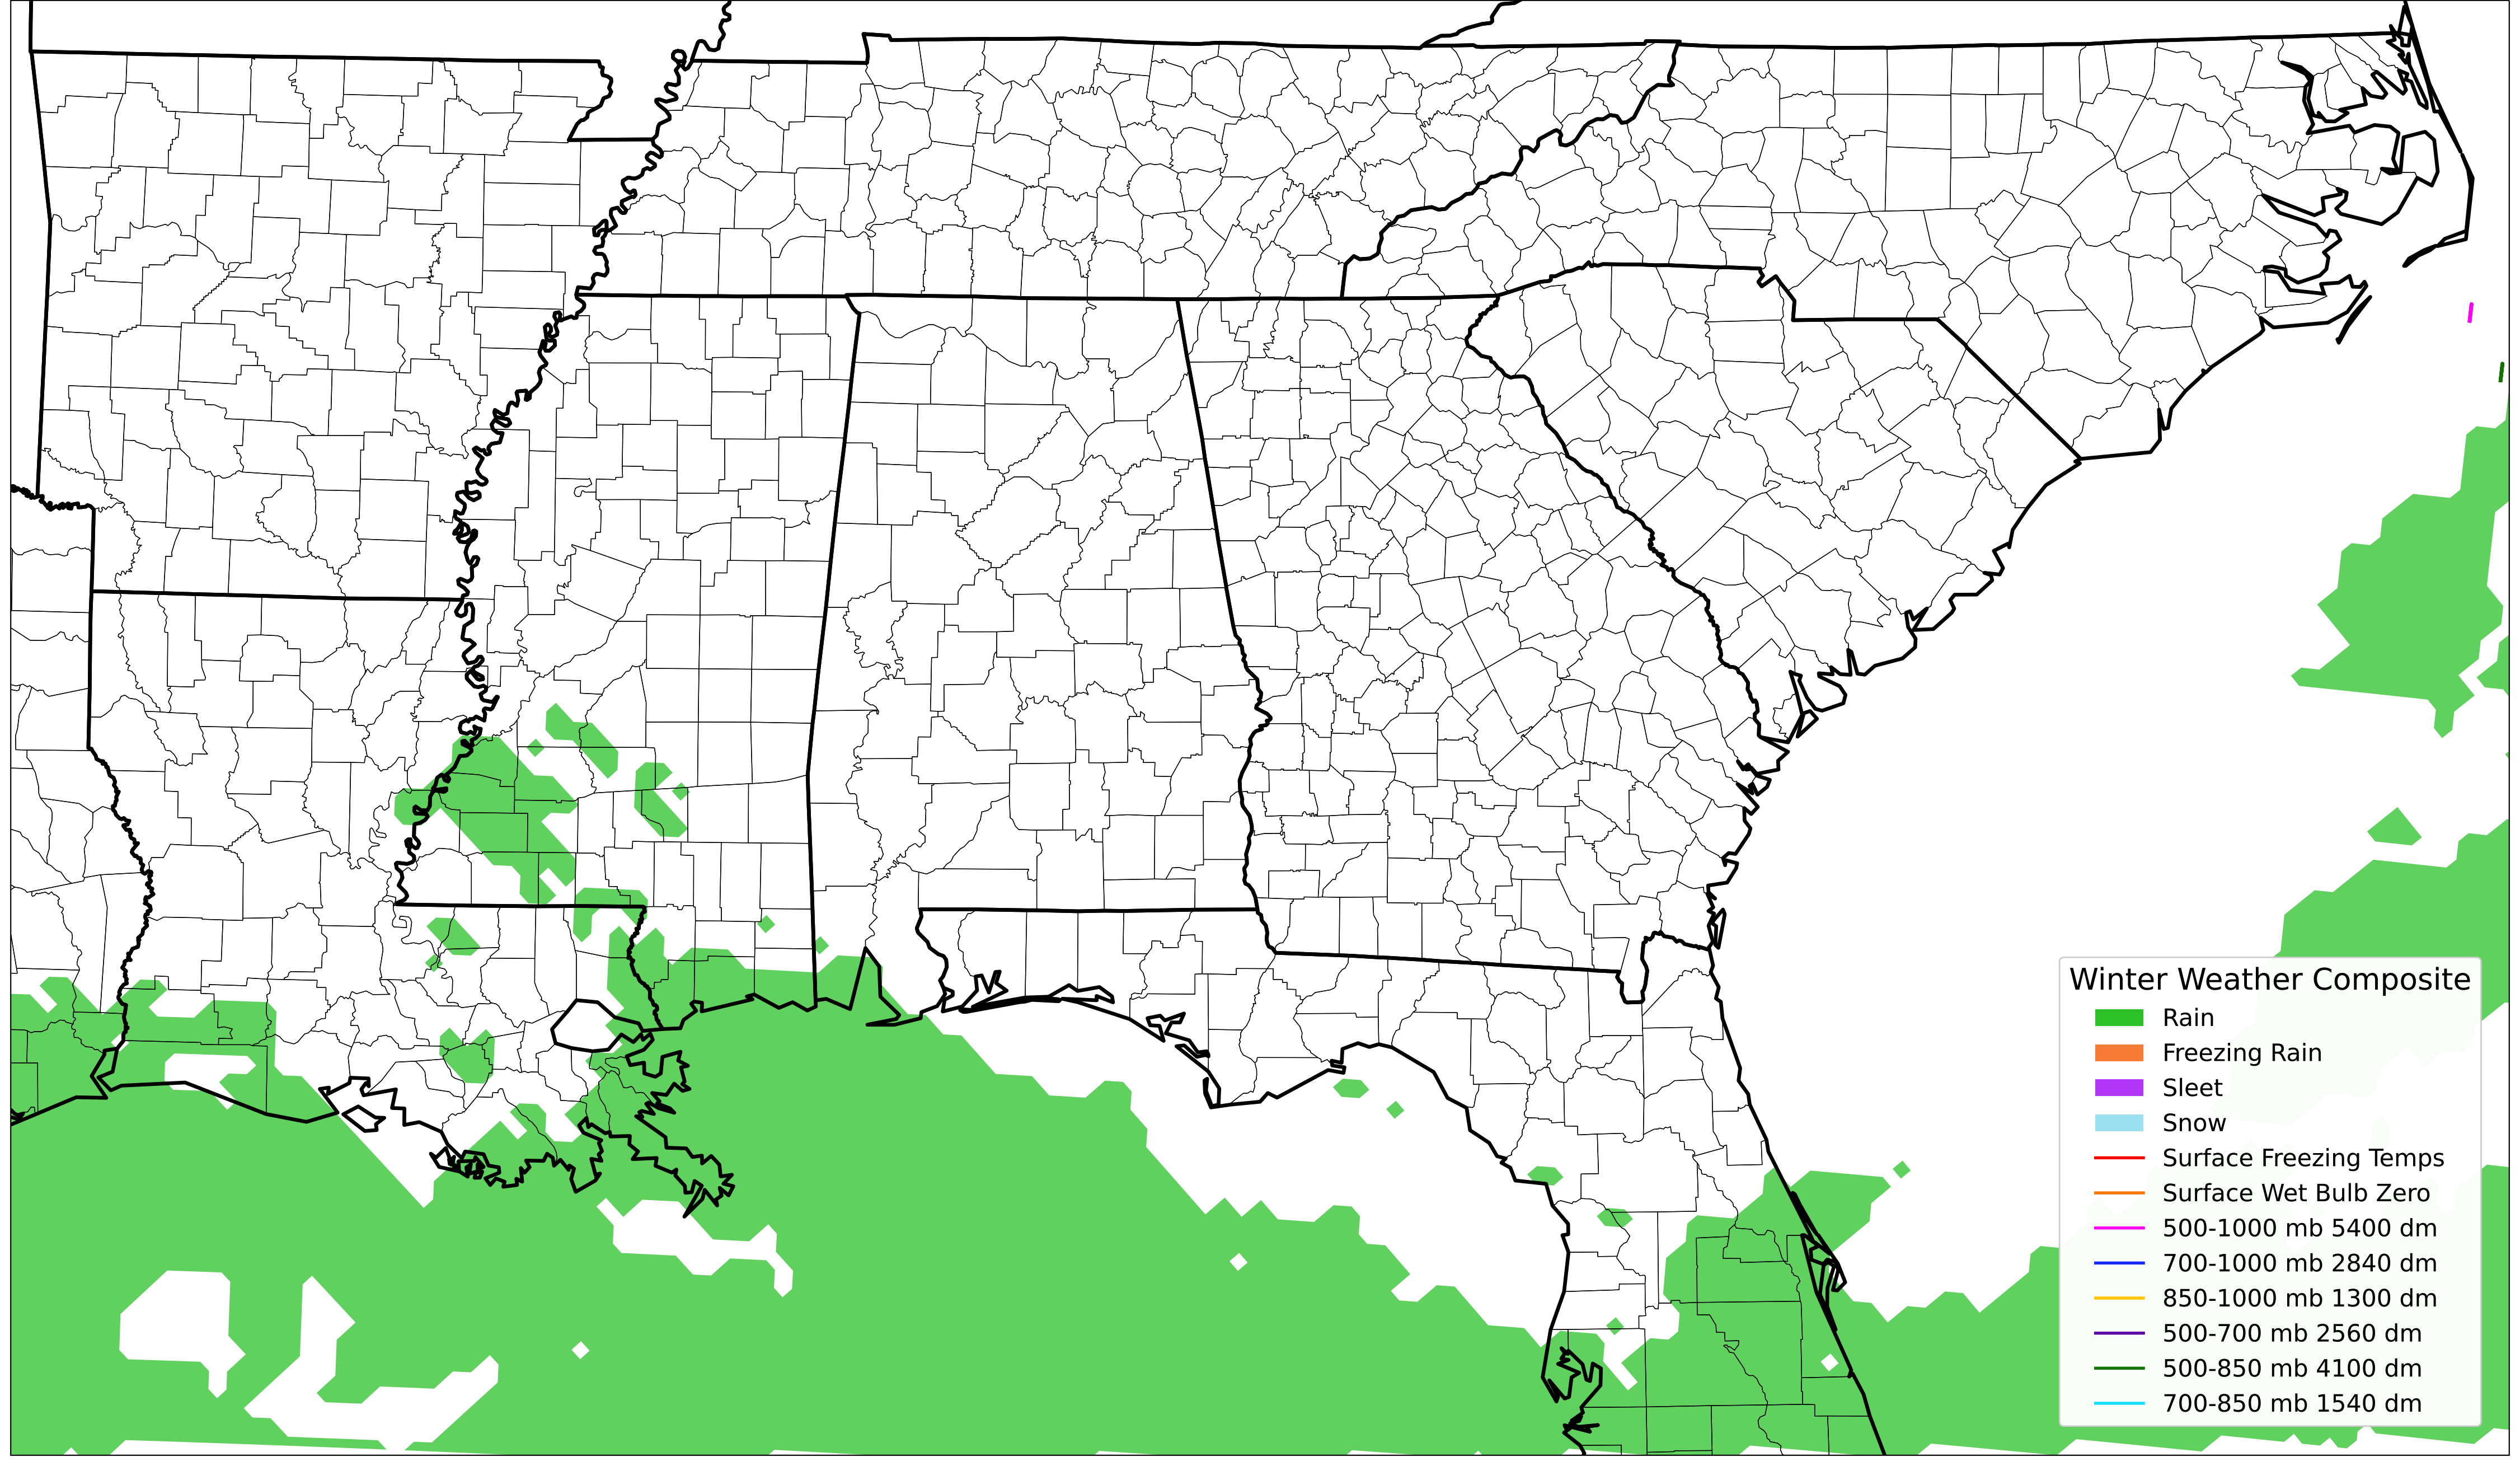 Winter Weather Composite
Rain
Freezing Rain
Sleet
Snow
Surface Freezing Temps
Surface Wet Bulb Zero
500-1000 mb 5400 dm
700-1000 mb 2840 dm
850-1000 mb 1300 dm
500-700 mb 2560 dm
500-850 mb 4100 dm
700-850 mb 1540 dm